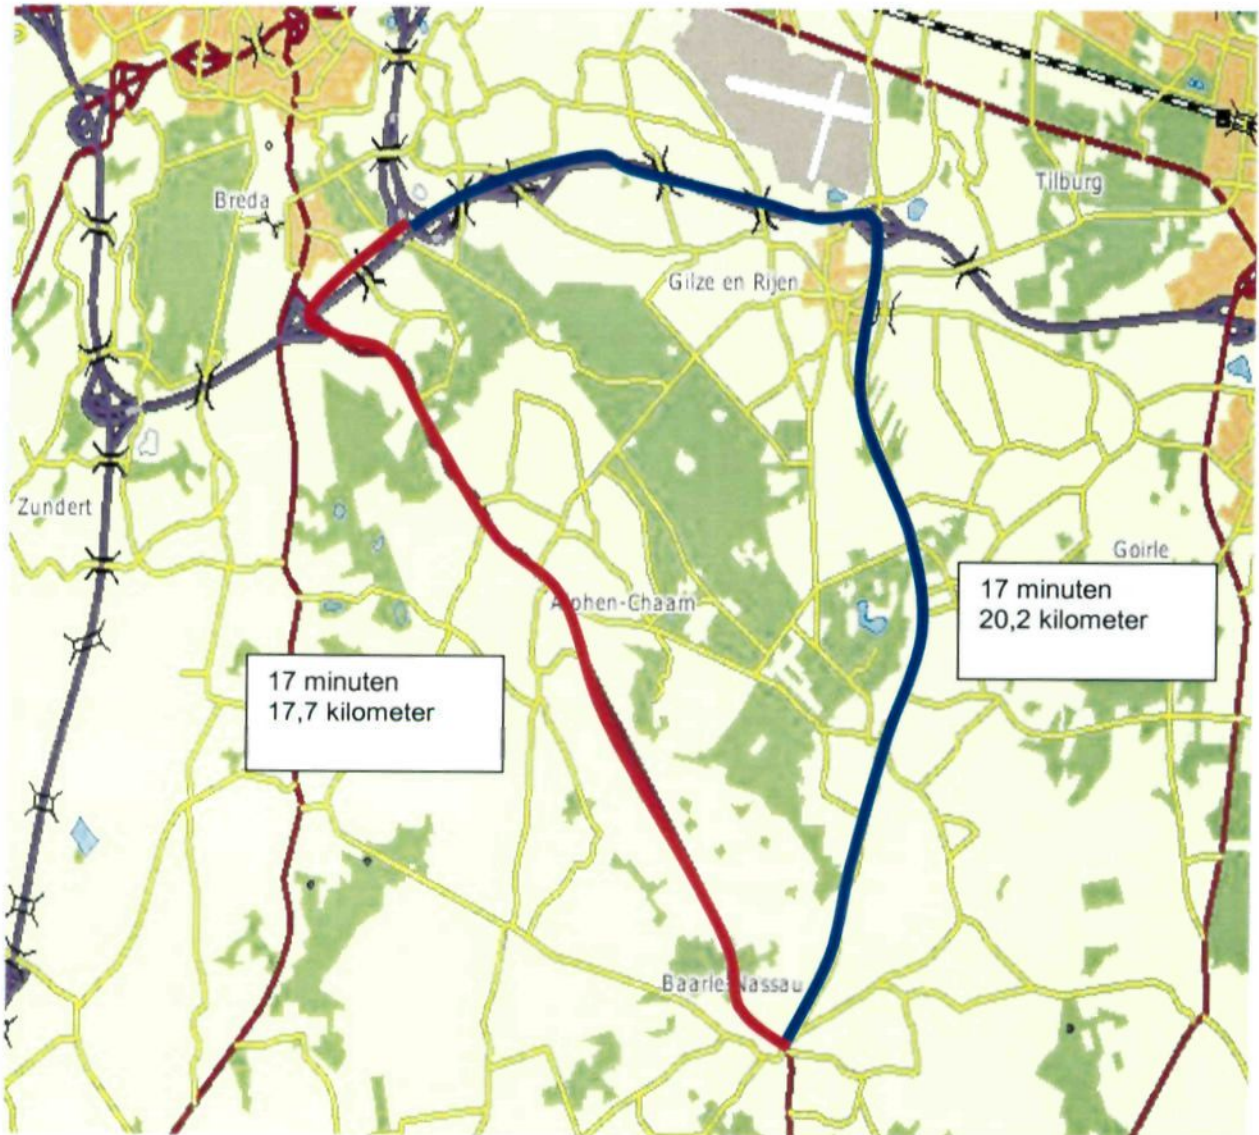 Breda
Tilburg
Gilze en Rijen
Zundert
Goirle
17 minuten
20,2 kilometer
Alphen-Chaam
17 minuten
17,7 kilometer
Baarle-Nassau